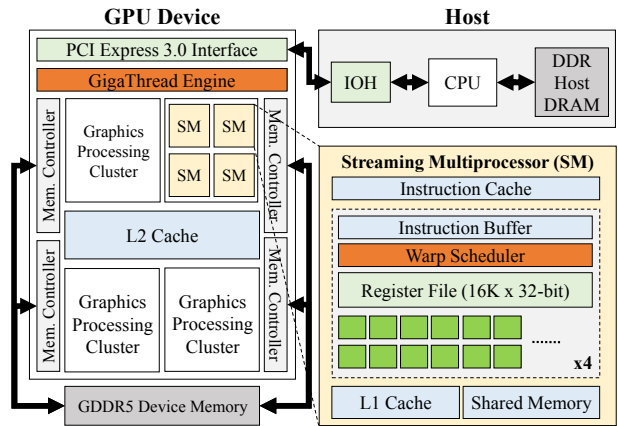 GPU Device
PCI Express 3.0 Interface
GigaThread Engine
Mem. Controller
Graphics
Processing
Cluster
SM SM
SM SM
Mem. Controller
L2 Cache
Mem. Controller
Graphics
Processing
Cluster
Graphics
Processing
Cluster
Mem. Controller
GDDR5 Device Memory
Host
IOH
CPU
DDR
Host
DRAM
Streaming Multiprocessor (SM)
Instruction Cache
Instruction Buffer
Warp Scheduler
Register File (16K x 32-bit)
.......
x4
L1 Cache
Shared Memory